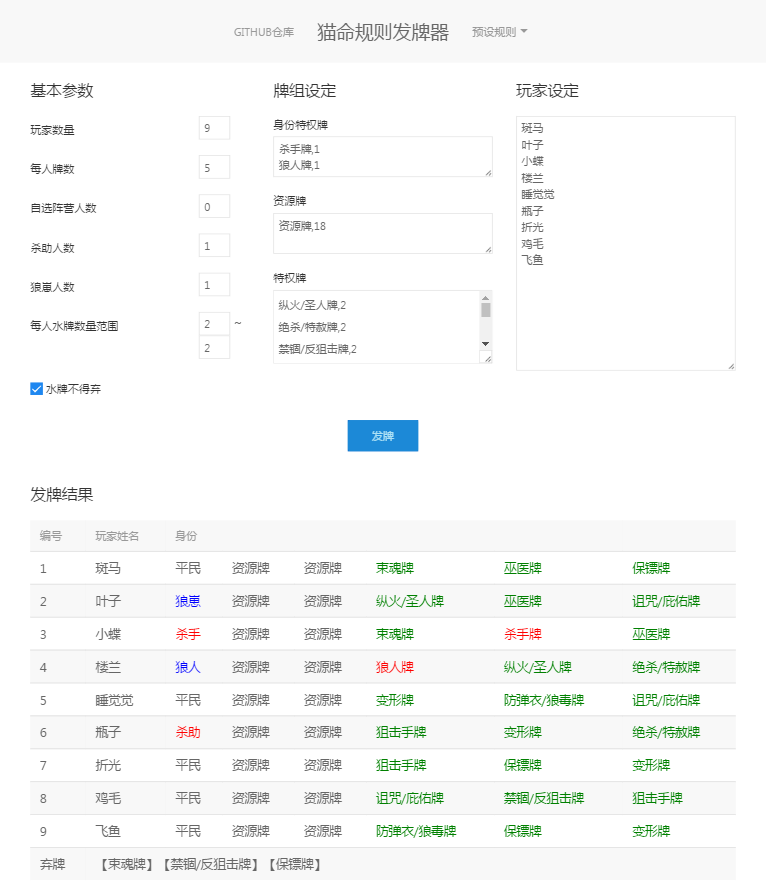 GITHUB仓库 猫命规则发牌器 预设规则
基本参数
玩家数量 9
每人牌数 5
自选阵营人数 0
杀助人数 1
狼崽人数 1
每人水牌数量范围 2 ~
2
水牌不得弃
牌组设定
身份特权牌
杀手牌,1
狼人牌,1
资源牌
资源牌,18
特权牌
纵火/圣人牌,2
绝杀/特赦牌,2
禁锢/反狙击牌,2
玩家设定
斑马
叶子
小蝶
楼兰
睡觉觉
瓶子
折光
鸡毛
飞鱼
发牌
发牌结果
编号 玩家姓名 身份
1 斑马 平民 资源牌 资源牌 束魂牌 巫医牌 保镖牌
2 叶子 狼崽 资源牌 资源牌 纵火/圣人牌 巫医牌 诅咒/庇佑牌
3 小蝶 杀手 资源牌 资源牌 束魂牌 杀手牌 巫医牌
4 楼兰 狼人 资源牌 资源牌 狼人牌 纵火/圣人牌 绝杀/特赦牌
5 睡觉觉 平民 资源牌 资源牌 变形牌 防弹衣/狼毒牌 诅咒/庇佑牌
6 瓶子 杀助 资源牌 资源牌 狙击手牌 变形牌 绝杀/特赦牌
7 折光 平民 资源牌 资源牌 狙击手牌 保镖牌 变形牌
8 鸡毛 平民 资源牌 资源牌 诅咒/庇佑牌 禁锢/反狙击牌 狙击手牌
9 飞鱼 平民 资源牌 资源牌 防弹衣/狼毒牌 保镖牌 变形牌
弃牌 【束魂牌】【禁锢/反狙击牌】【保镖牌】